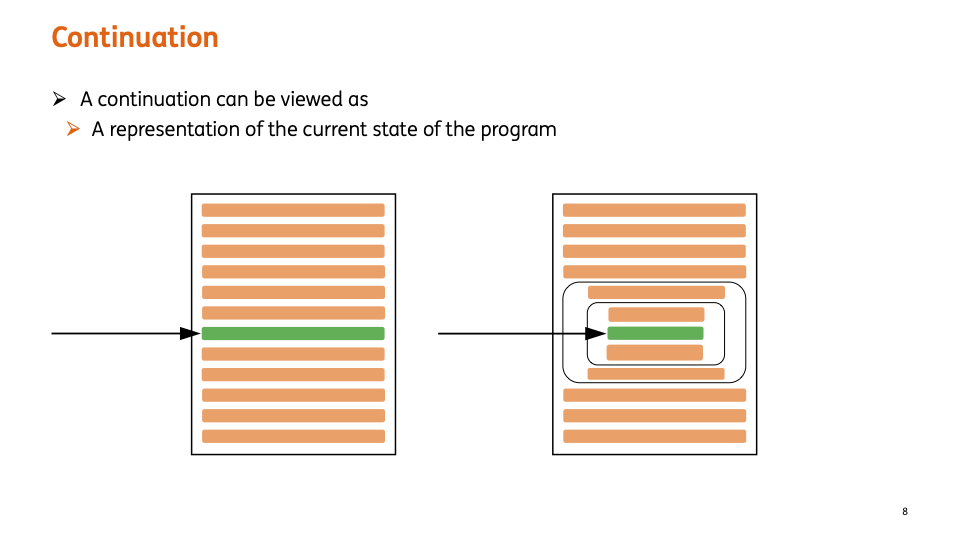 Continuation
➢ A continuation can be viewed as
➢ A representation of the current state of the program
8